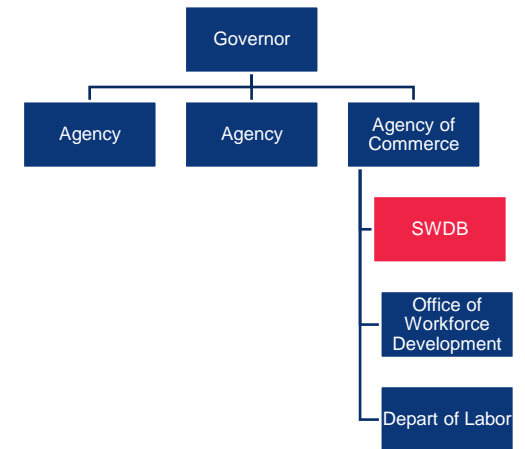 Governor
Agency
Agency
Agency of
Commerce
SWDB
Office of
Workforce
Development
Depart of Labor